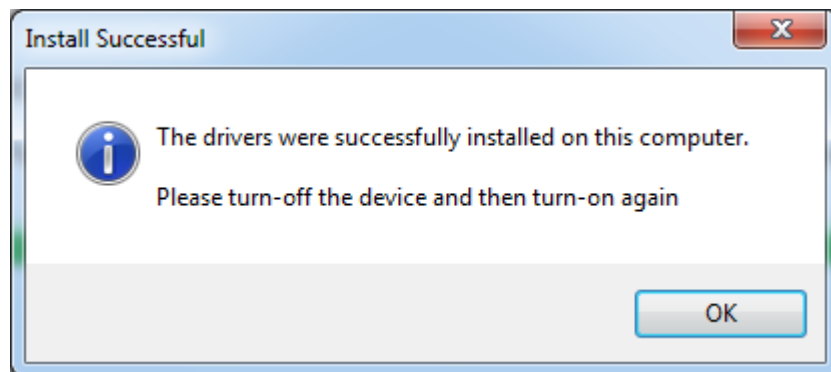 Install Successful
The drivers were successfully installed on this computer.
Please turn-off the device and then turn-on again
OK